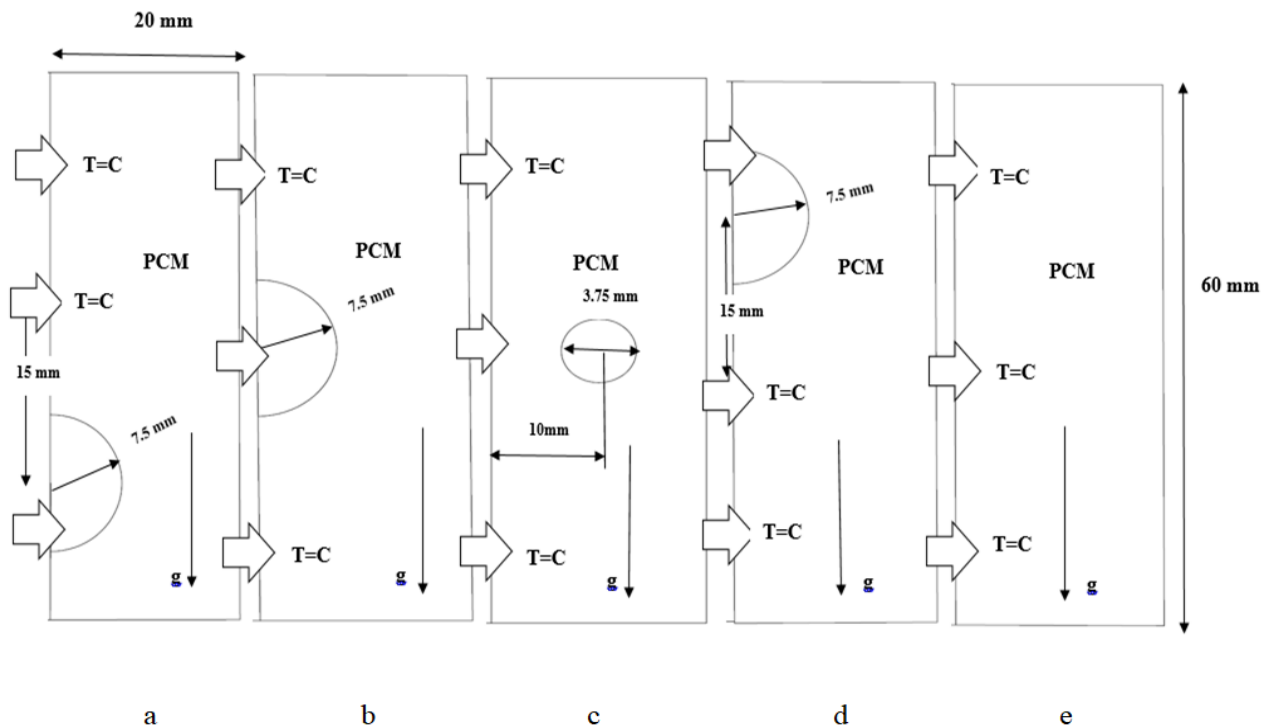 20 mm
T=C
T=C
T=C
T=C
T=C
PCM
7.5 mm
PCM
PCM
PCM
PCM
3.75 mm
60 mm
T=C
7.5 mm
15 mm
15 mm
T=C
T=C
7.5 mm
10mm
T=C
T=C
T=C
T=C
g
g
g
g
g
a b c d e